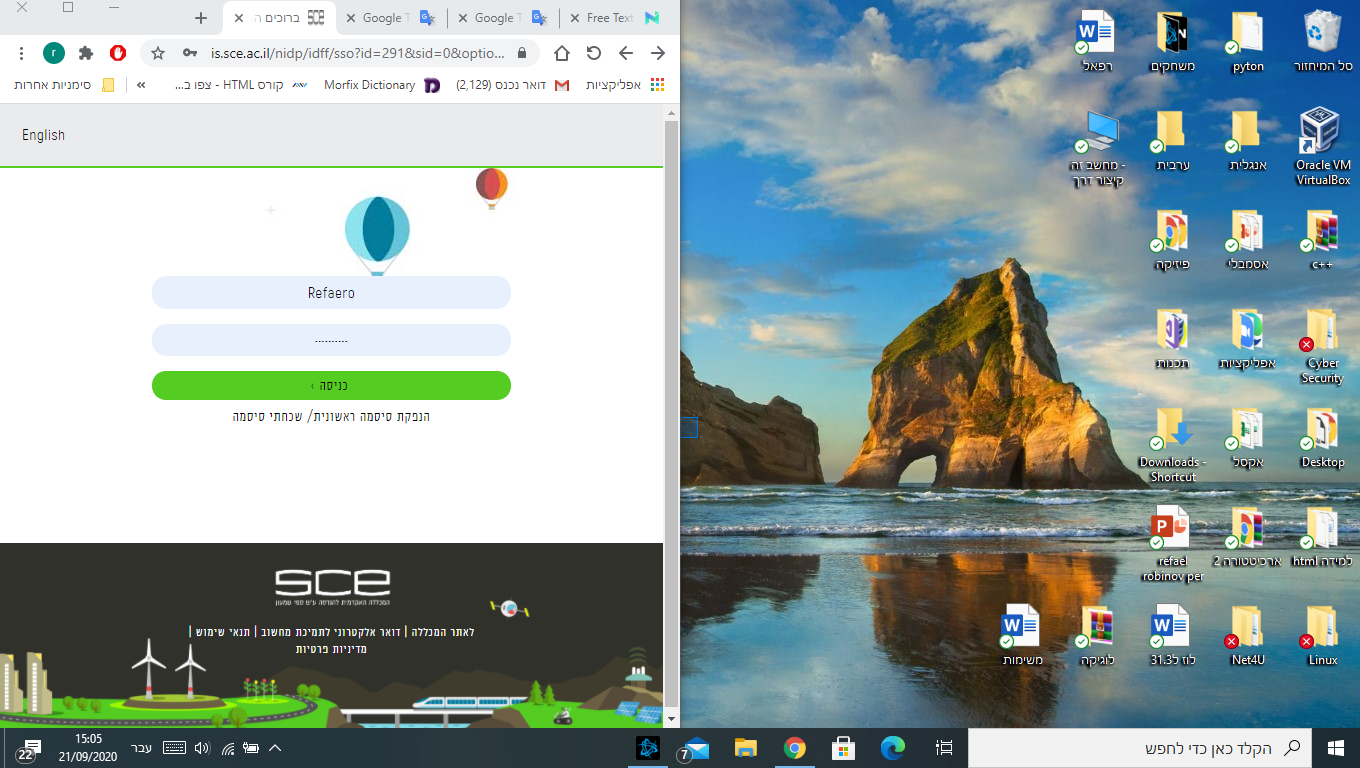 ברוכים ה
Google T
Google T
Free Text
r
is.sce.ac.il/nidp/idff/sso?id=291&sid=0&optio...
אפליקציות
דואר נכנס (2,129)
Morfix Dictionary
קורס HTML - צפו ב...
»
סימניות אחרות
English
Refaero
..........
כניסה ›
הנפקת סיסמה ראשונית/ שכחתי סיסמה
sce
המכללה האקדמית להנדסה ע״ש סמי שמעון
לאתר המכללה | דואר אלקטרוני לתמיכת מחשוב | תנאי שימוש |
מדיניות פרטיות
סל המיחזור
pyton
משחקים
רפאל
Oracle VM
VirtualBox
אנגלית
ערבית
מחשב זה -
קיצור דרך
c++
אסמבלי
פיזיקה
Cyber
Security
אפליקציות
תכנות
Desktop
אקסל
Downloads -
Shortcut
למידה html
ארכיטטורה 2
refael
robinov per
Linux
Net4U
לוז ל31.3
לוגיקה
משימות
הקלד כאן כדי לחפש
7
עבר
15:05
21/09/2020
22